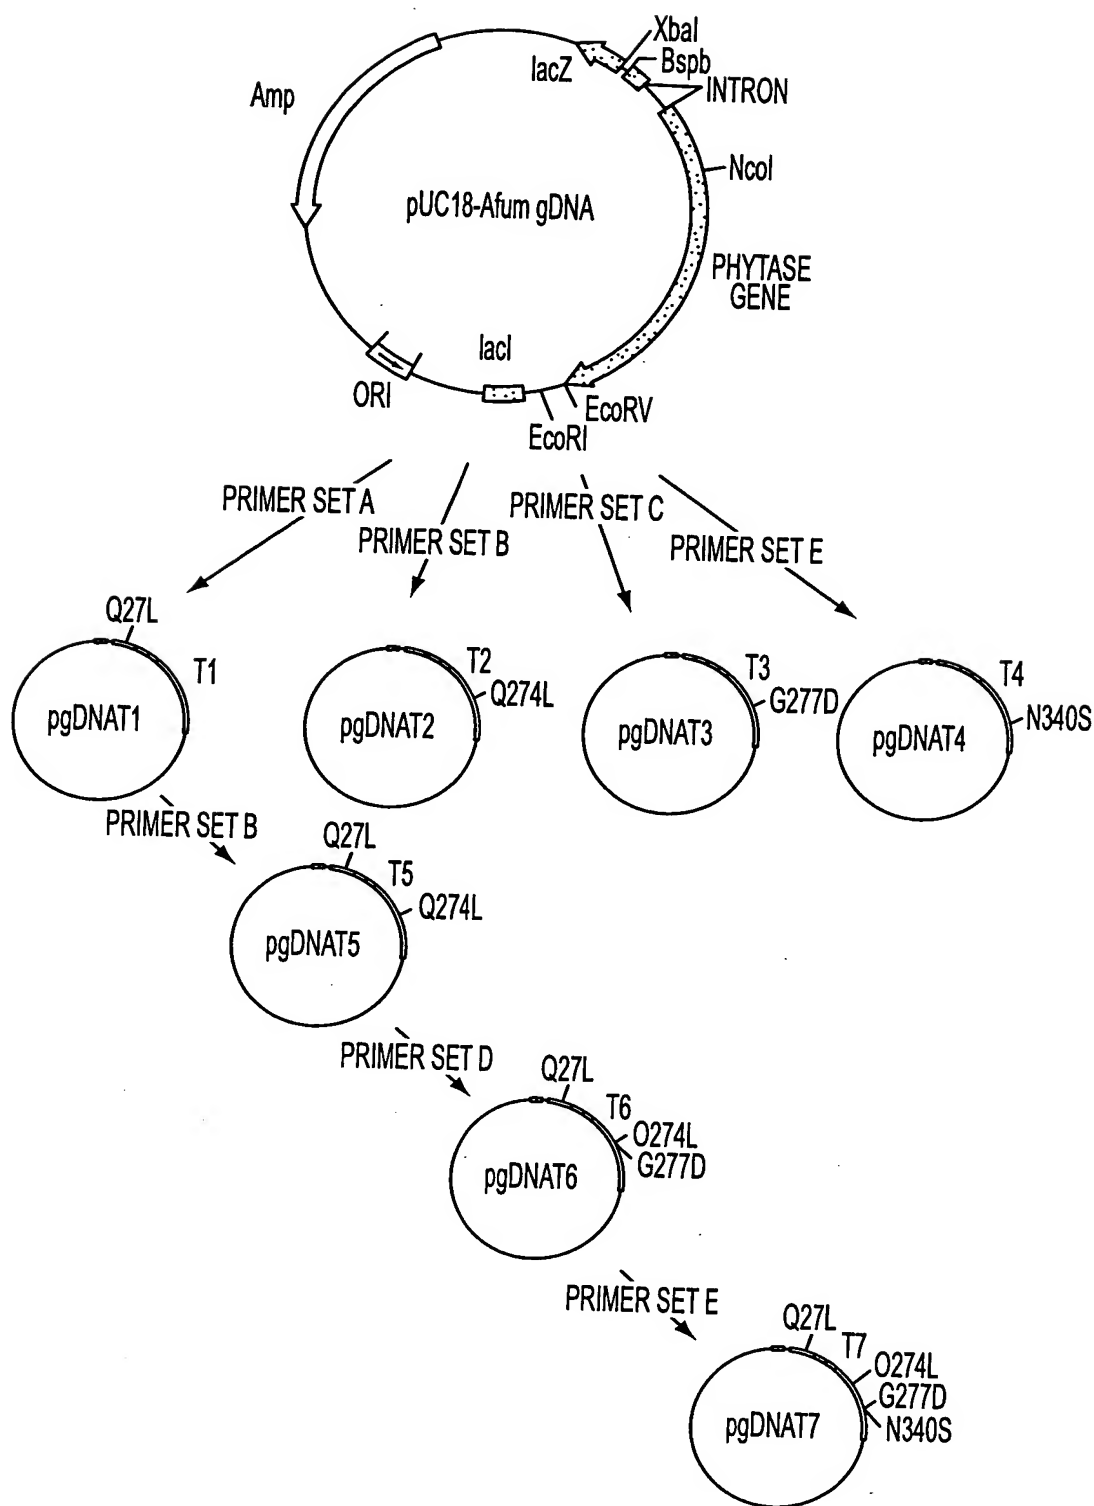 XbaI
Bspb
lacZ
INTRON
Amp
NcoI
pUC18-Afum gDNA
PHYTASE
GENE
lacI
ORI
EcoRV
EcoRI
PRIMER SET A
PRIMER SET B
PRIMER SET C
PRIMER SET E
Q27L
T1
pgDNAT1
T2
Q274L
pgDNAT2
T3
G277D
pgDNAT3
T4
N340S
pgDNAT4
PRIMER SET B
Q27L
T5
Q274L
pgDNAT5
PRIMER SET D
Q27L
T6
O274L
G277D
pgDNAT6
PRIMER SET E
Q27L
T7
O274L
G277D
N340S
pgDNAT7